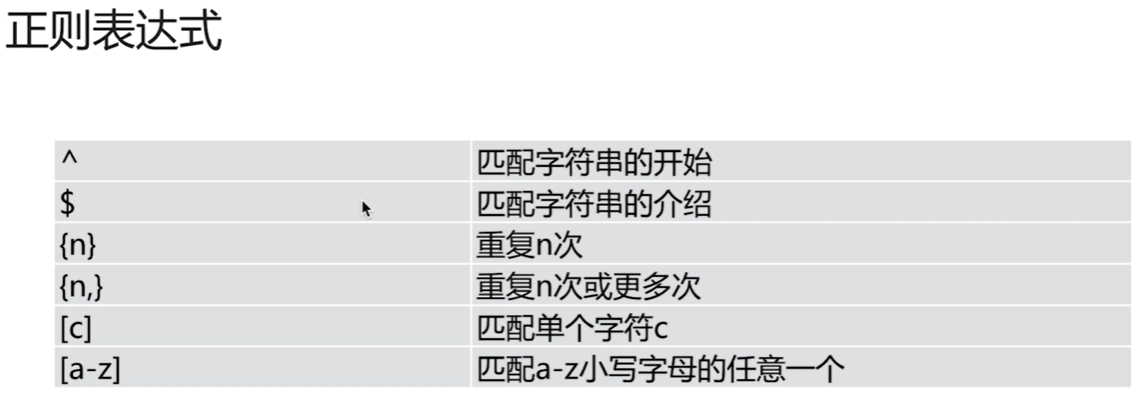 正则表达式
^ 匹配字符串的开始
$ 匹配字符串的介绍
{n} 重复n次
{n,} 重复n次或更多次
[c] 匹配单个字符c
[a-z] 匹配a-z小写字母的任意一个